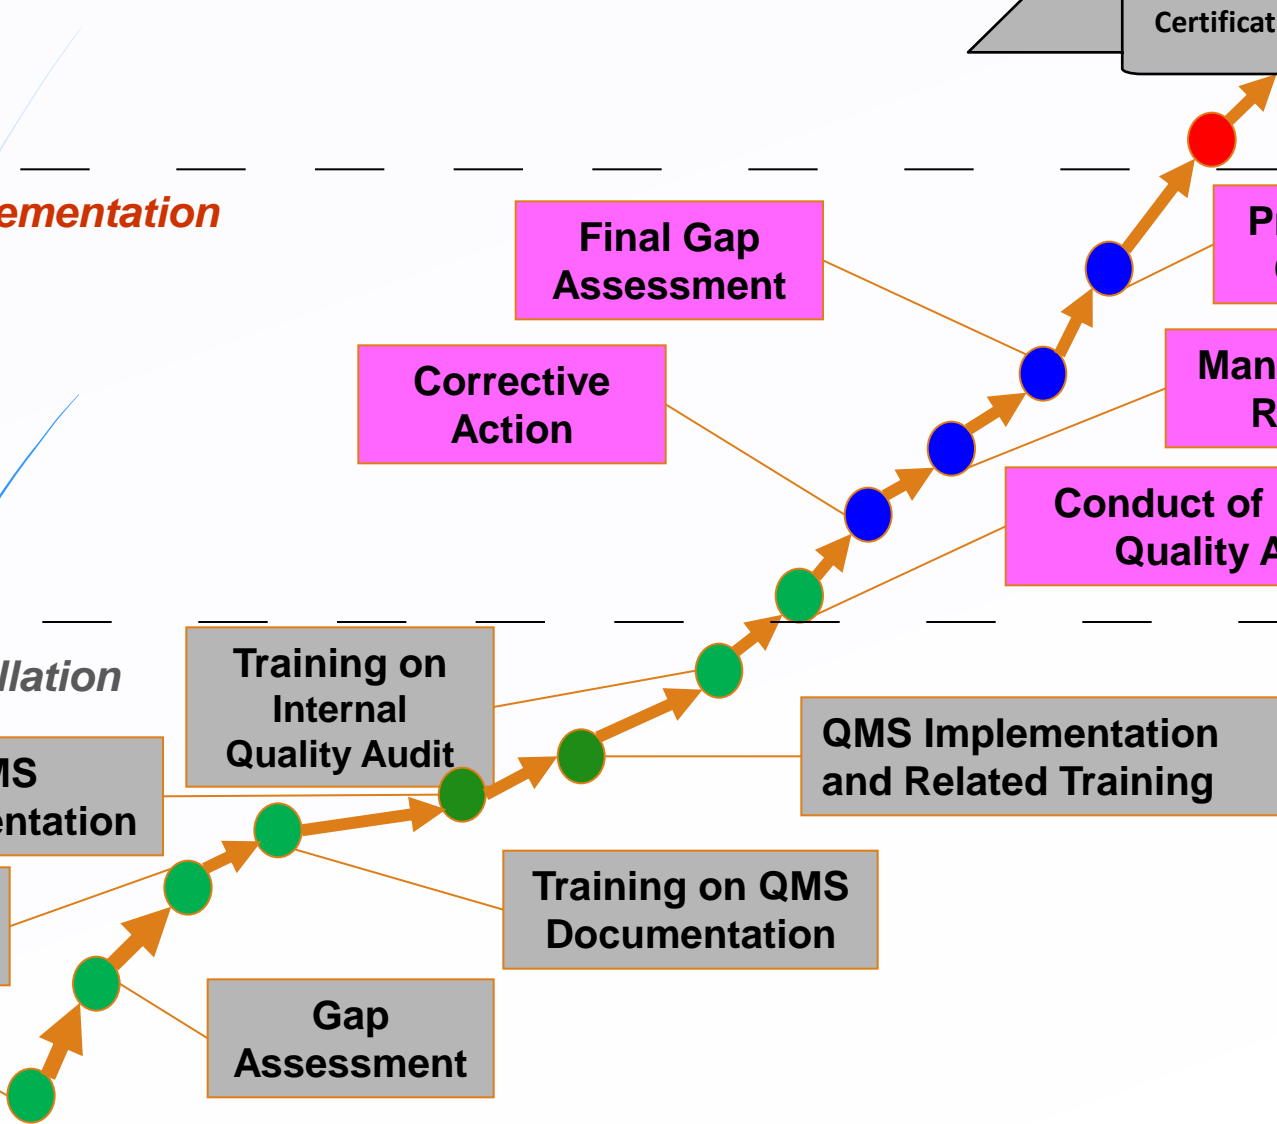 Certificat
ementation
Final Gap
Assessment
Pr
Corrective
Action
Man
R
Conduct of
Quality A
llation
Training on
Internal
Quality Audit
QMS Implementation
and Related Training
MS
entation
Training on QMS
Documentation
Gap
Assessment